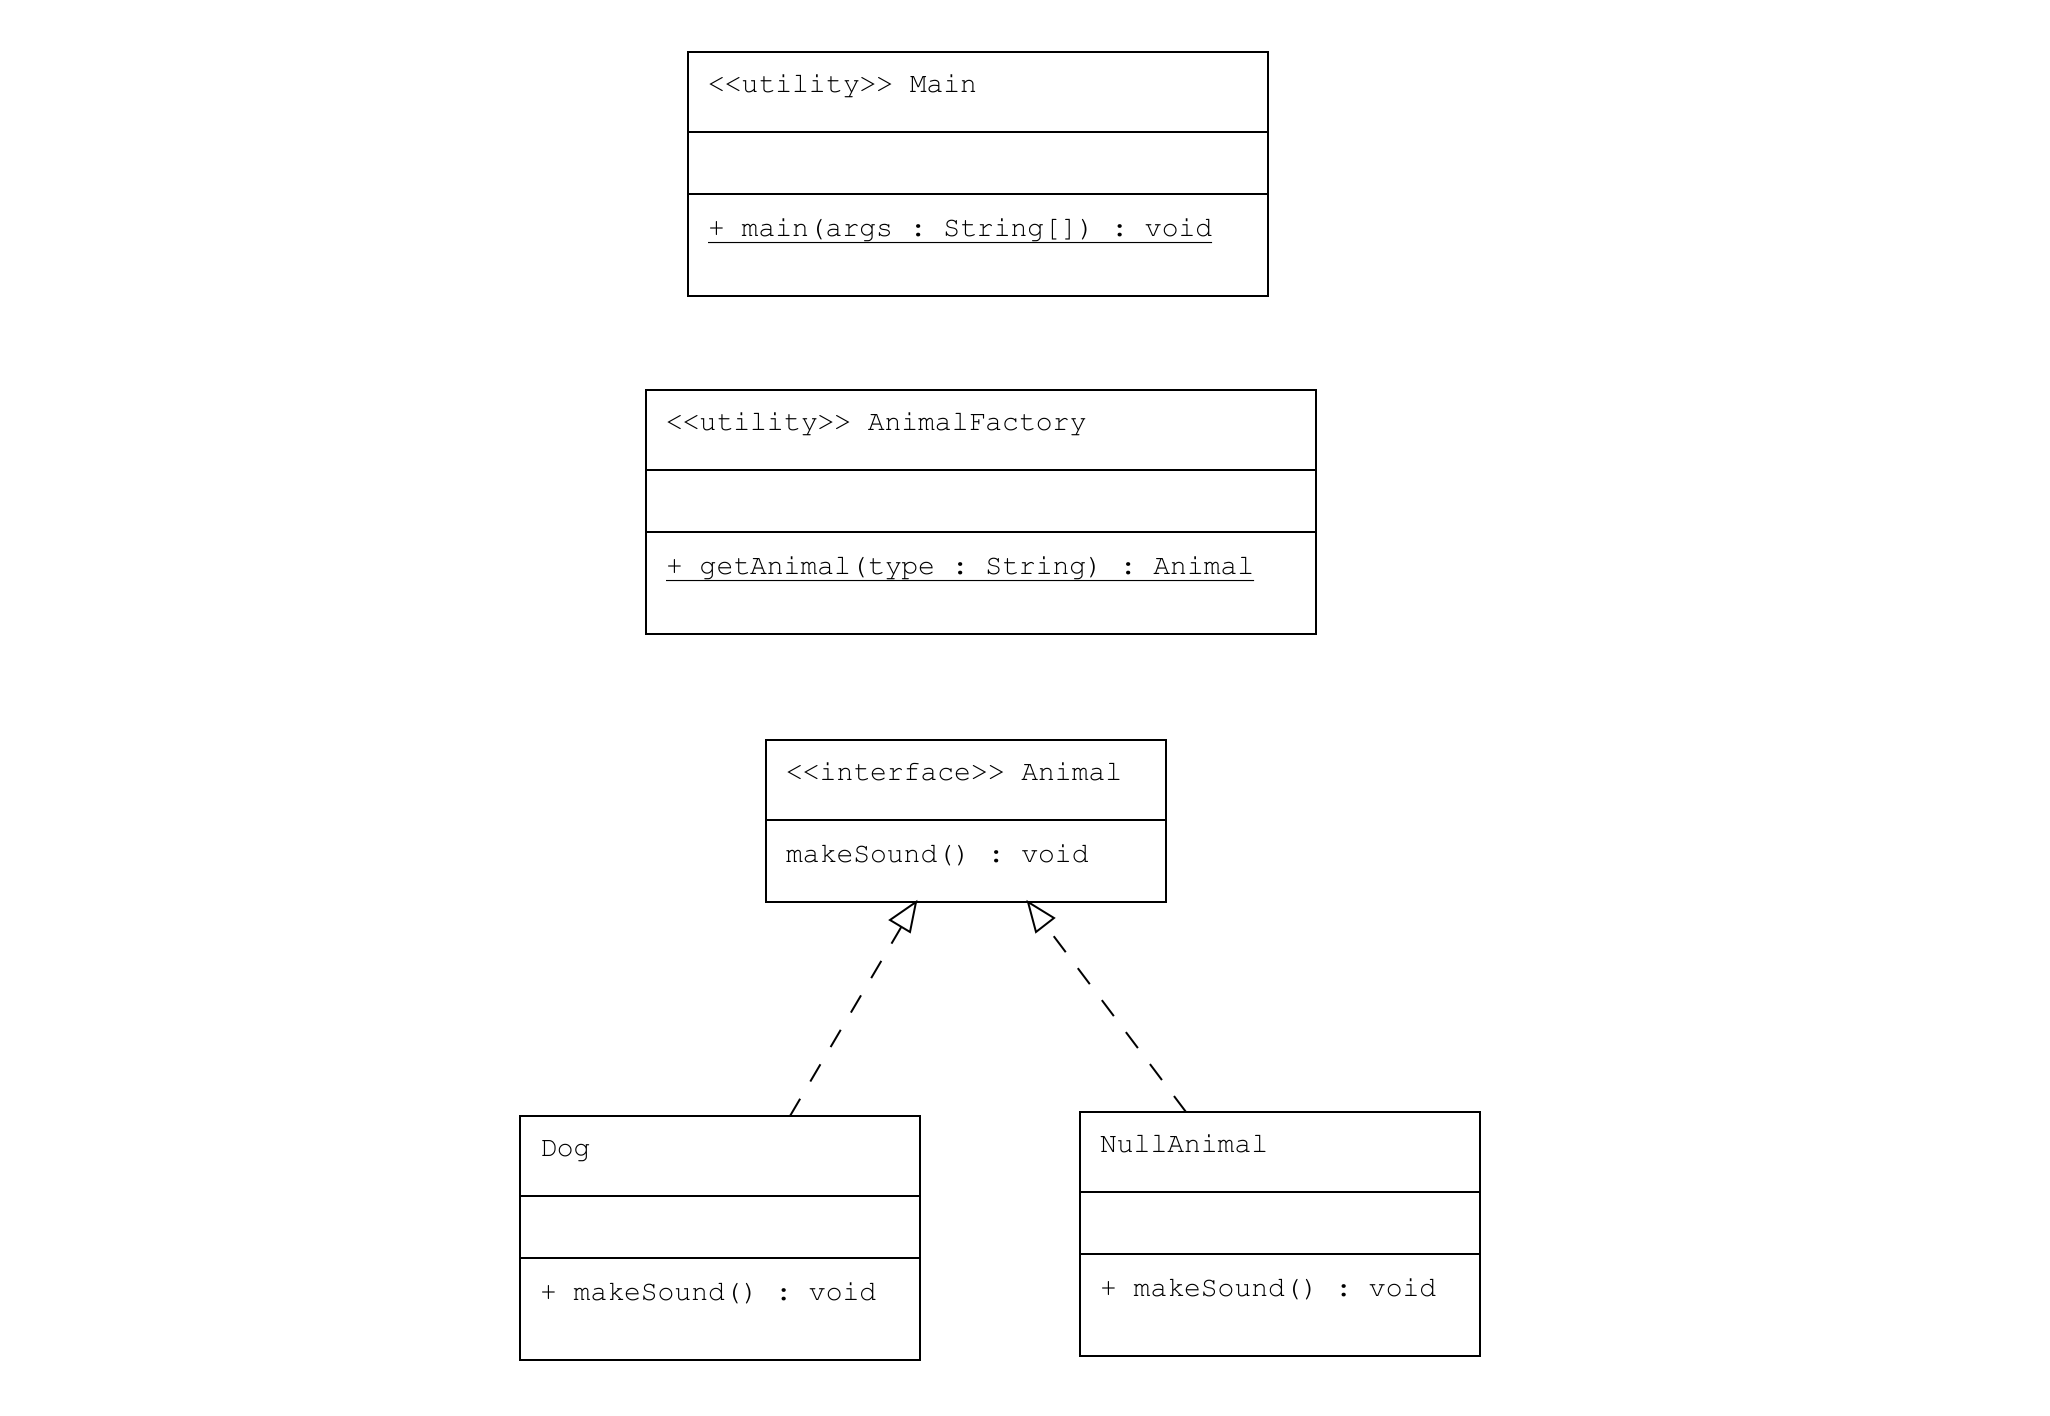 <<utility>> Main
+ main(args : String[]) : void
<<utility>> AnimalFactory
+ getAnimal(type : String) : Animal
<<interface>> Animal
makeSound() : void
Dog
+ makeSound() : void
NullAnimal
+ makeSound() : void